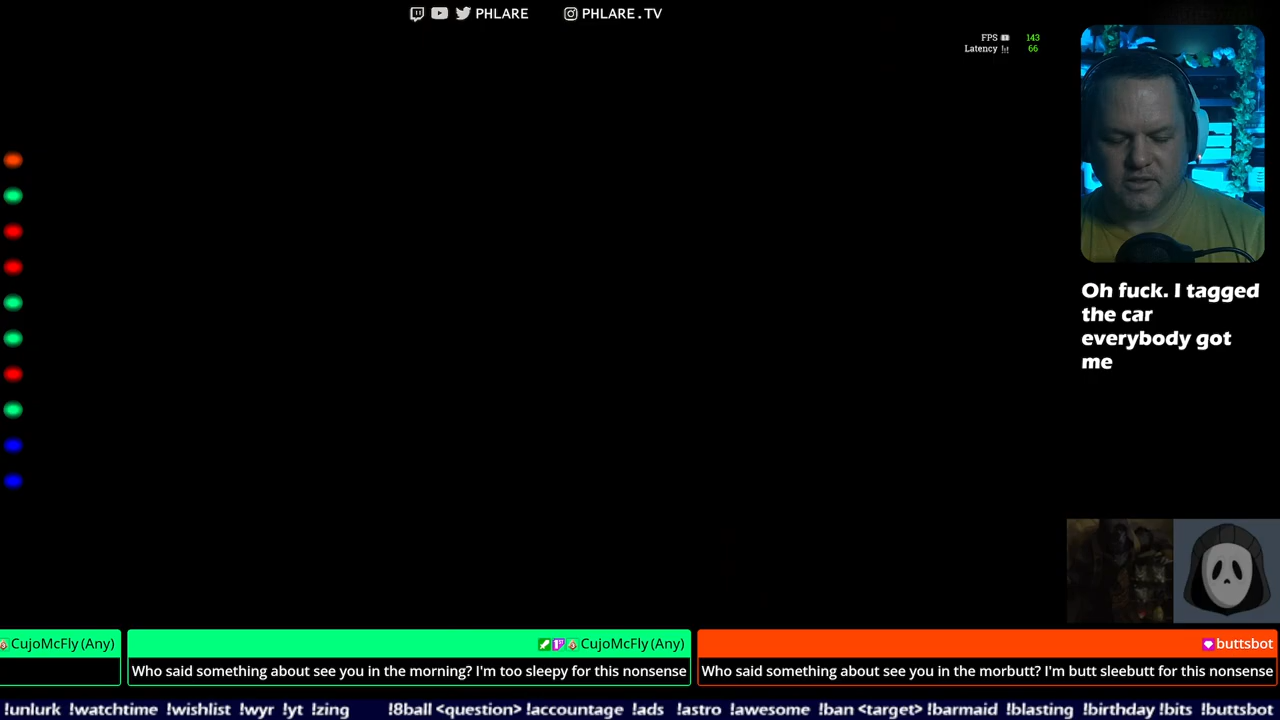 PHLARE PHLARE.TV
FPS 143
Latency 66
Oh fuck. I tagged
the car
everybody got
me
CujoMcFly (Any) CujoMcFly (Any) buttsbot
Who said something about see you in the morning? I'm too sleepy for this nonsense Who said something about see you in the morbutt? I'm butt sleebutt for this nonsense
!unlurk !watchtime !wishlist !wyr !yt !zing !8ball <question> !accountage !ads !astro !awesome !ban <target> !barmaid !blasting !birthday !bits !buttsbot